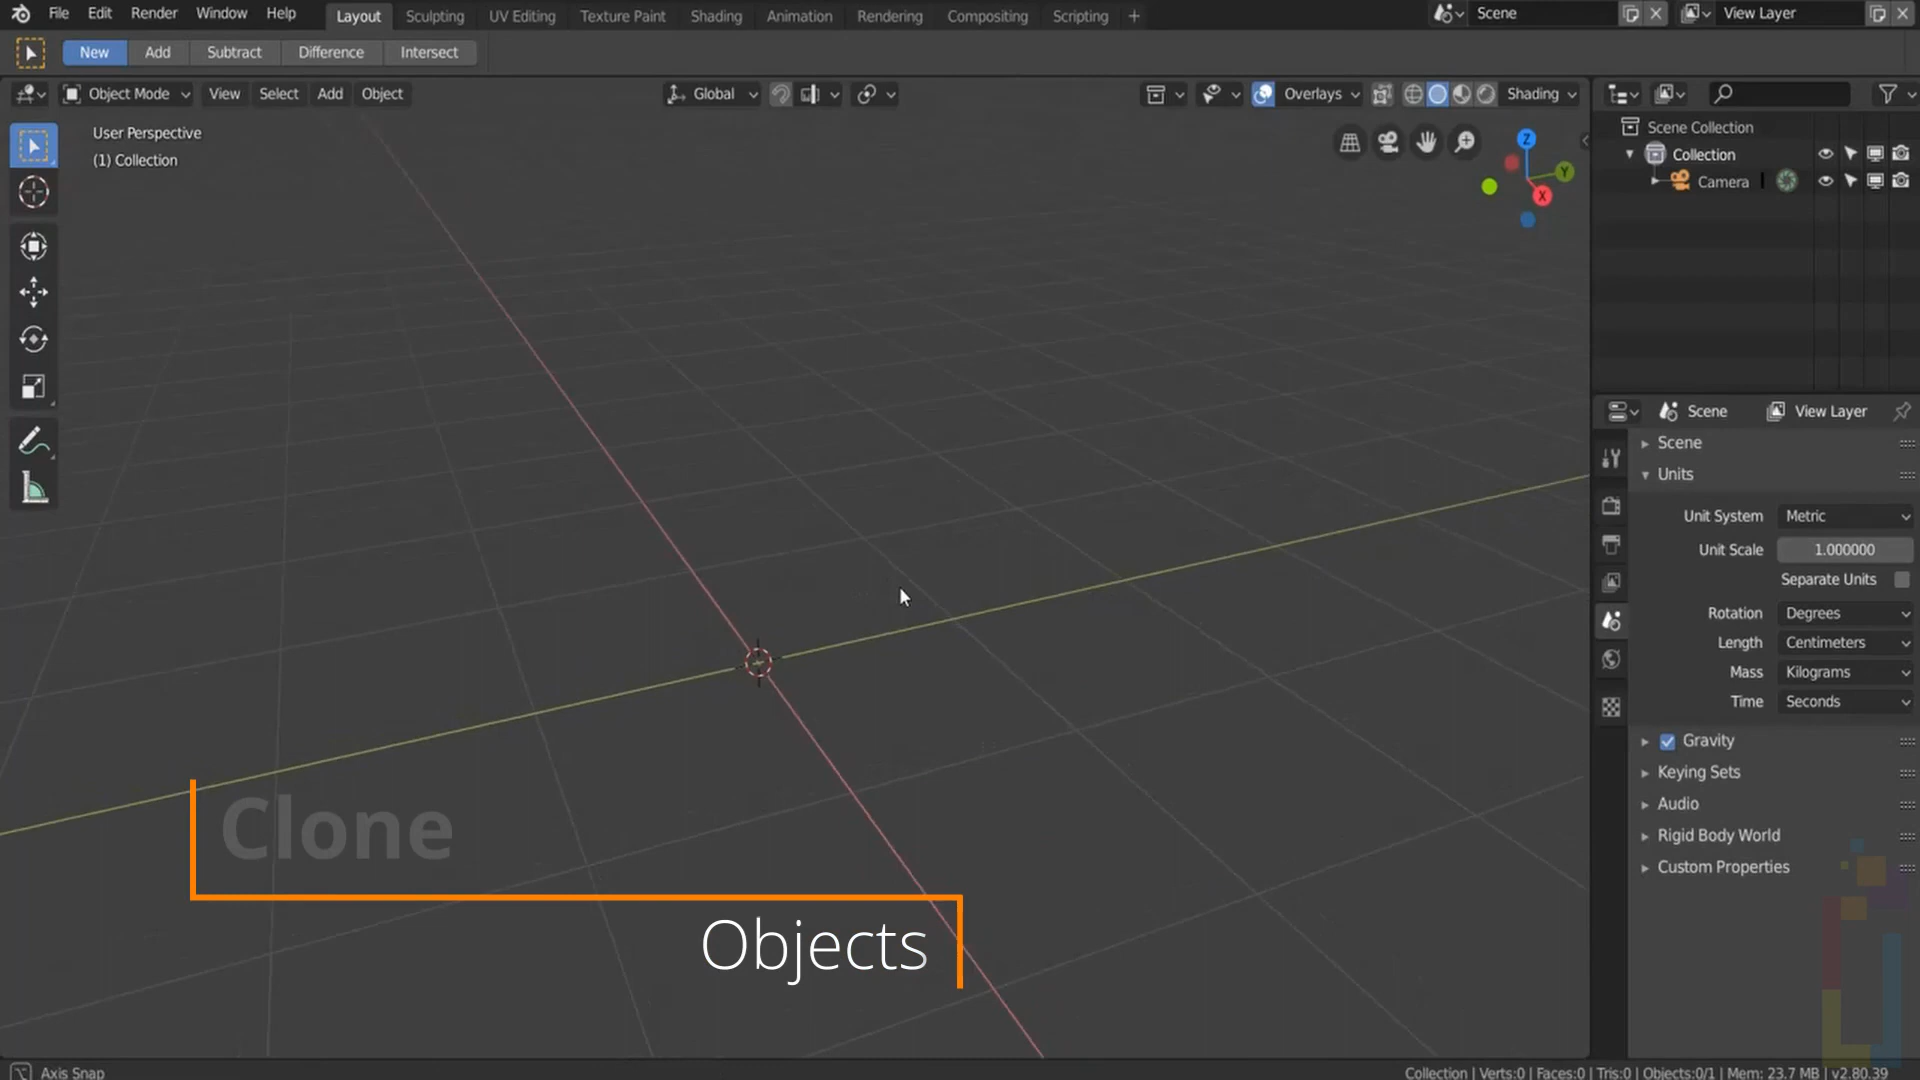 File Edit Render Window Help Layout Sculpting UV Editing Texture Paint Shading Animation Rendering Compositing Scripting + Scene View Layer
New Add Subtract Difference Intersect
Object Mode View Select Add Object Global Overlays Shading
User Perspective
(1) Collection
Z
Y
X
Scene Collection
Collection
Camera
Scene View Layer
Scene
Units
Unit System Metric
Unit Scale 1.000000
Separate Units
Rotation Degrees
Length Centimeters
Mass Kilograms
Time Seconds
Gravity
Keying Sets
Audio
Rigid Body World
Custom Properties
Clone
Objects
Axis Snap
Collection | Verts:0 | Faces:0 | Tris:0 | Objects:0/1 | Mem: 23.7 MB | v2.80.39